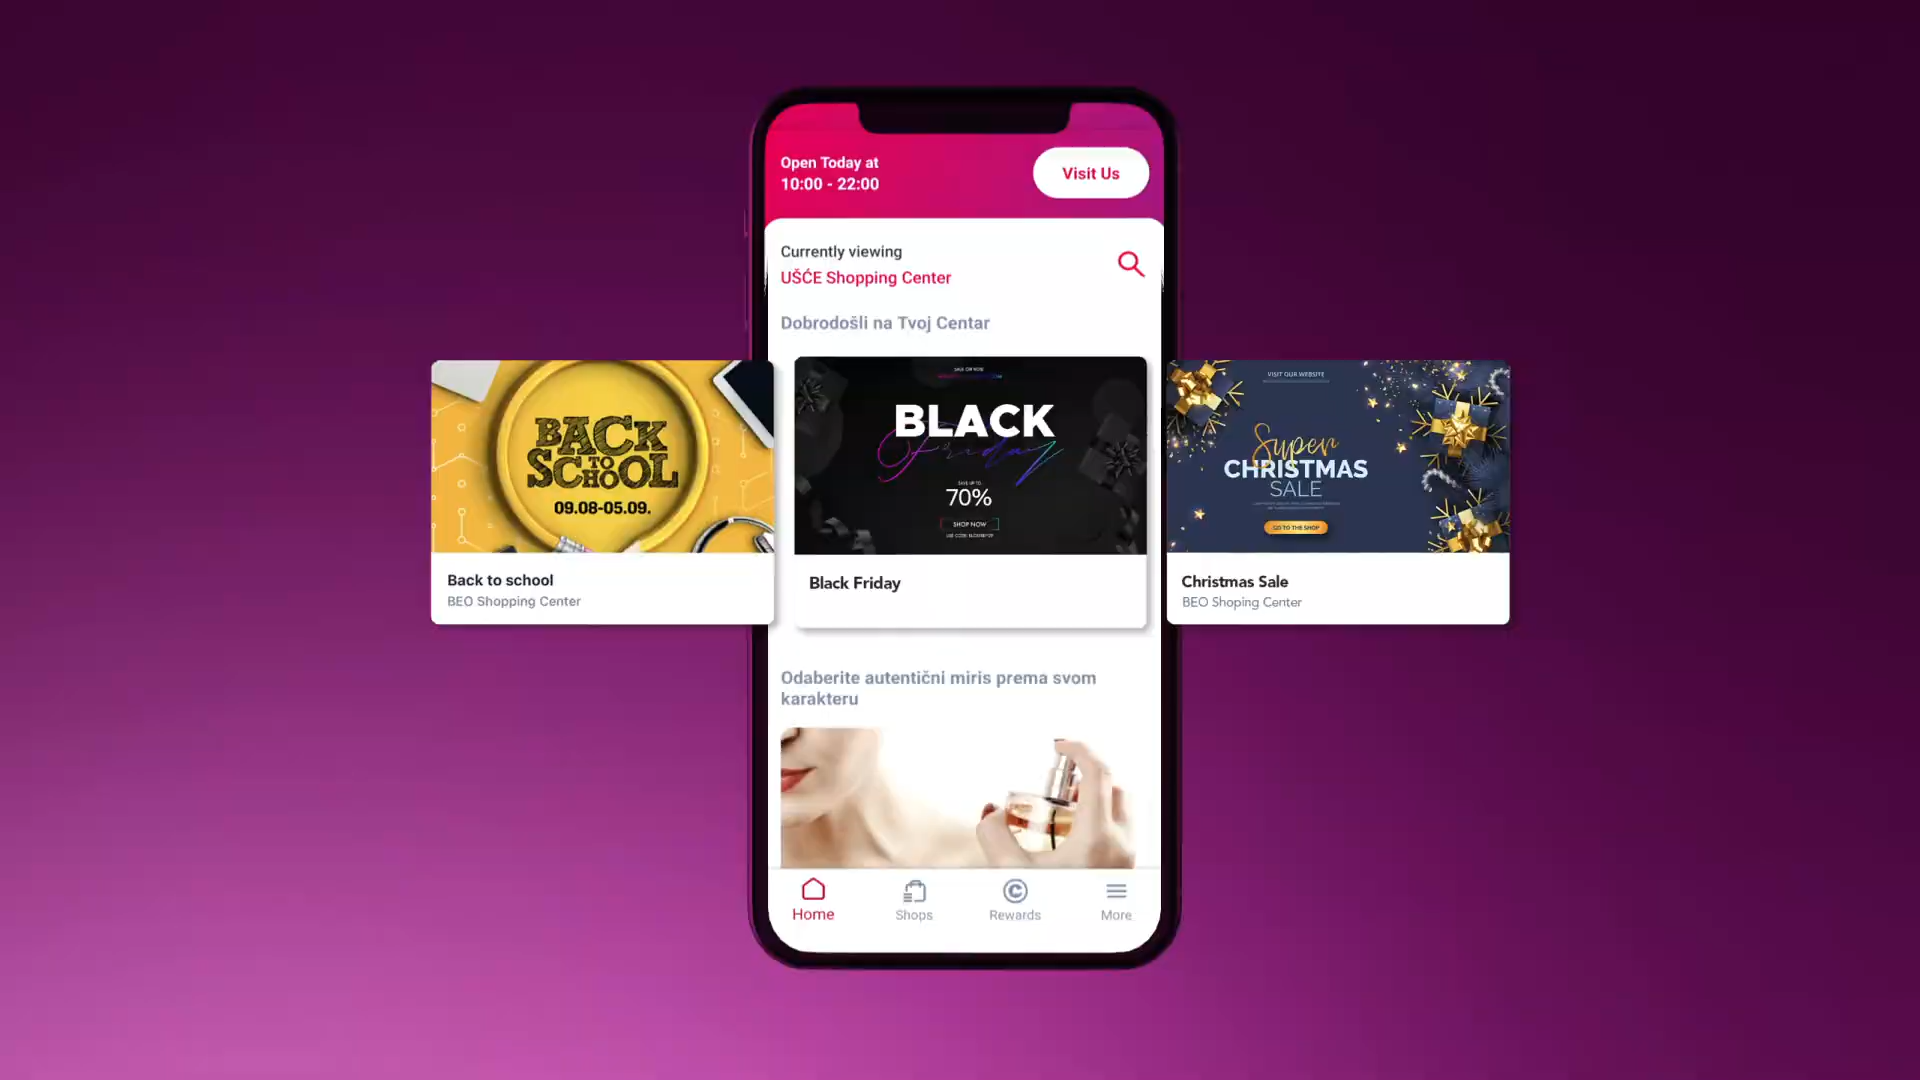 Open Today at
10:00 - 22:00
Visit Us
Currently viewing
UŠĆE Shopping Center
Dobrodošli na Tvoj Centar
BACK
TO
SCHOOL
09.08-05.09.
Back to school
BEO Shopping Center
BLACK
Friday
SAVE UP TO
70%
SHOP NOW
Black Friday
VISIT OUR WEBSITE
Super
CHRISTMAS
SALE
GO TO THE SHOP
Christmas Sale
BEO Shoping Center
Odaberite autentični miris prema svom
karakteru
Home
Shops
Rewards
More